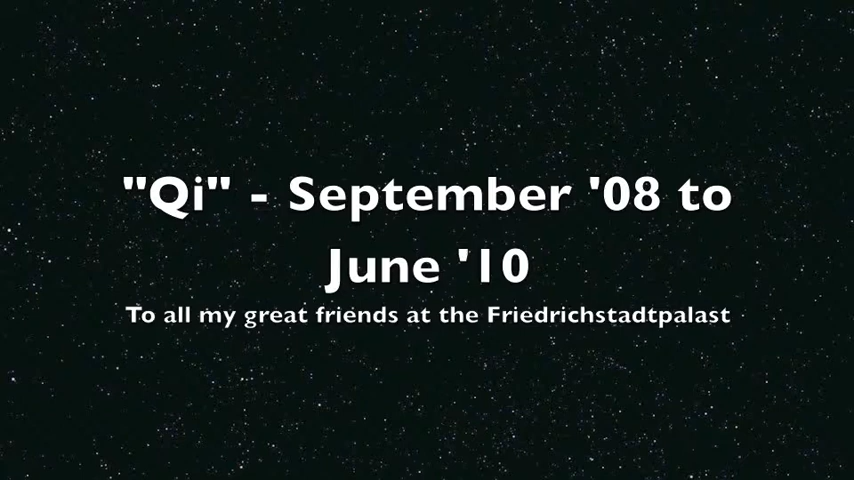 "Qi" - September '08 to
June '10
To all my great friends at the Friedrichstadtpalast